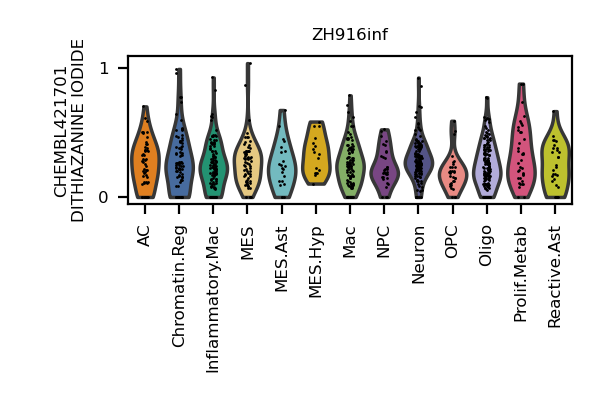 ZH916inf
CHEMBL421701
DITHIAZANINE IODIDE
1
0
AC
Chromatin.Reg
Inflammatory.Mac
MES
MES.Ast
MES.Hyp
Mac
NPC
Neuron
OPC
Oligo
Prolif.Metab
Reactive.Ast